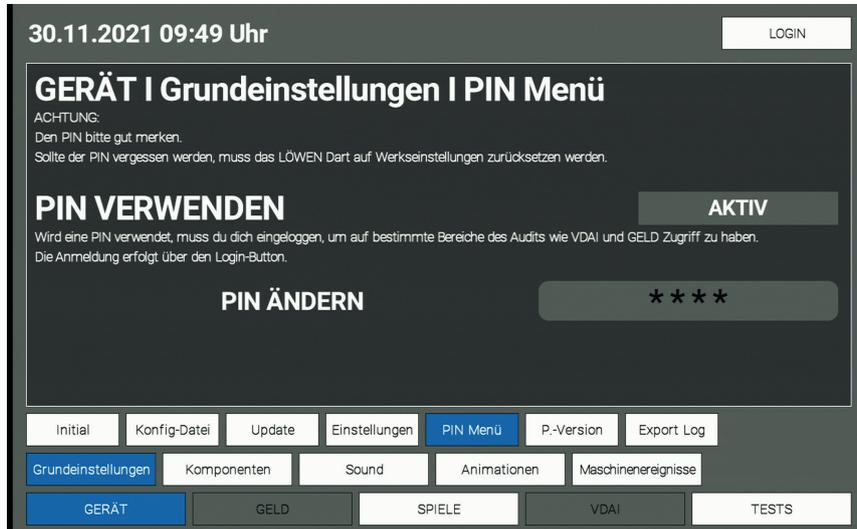 30.11.2021 09:49 Uhr
LOGIN
GERÄT I Grundeinstellungen I PIN Menü
ACHTUNG:
Den PIN bitte gut merken.
Sollte der PIN vergessen werden, muss das LÖWEN Dart auf Werkseinstellungen zurücksetzen werden.
PIN VERWENDEN
AKTIV
Wird eine PIN verwendet, muss du dich eingeloggen, um auf bestimmte Bereiche des Audits wie VDAI und GELD Zugriff zu haben.
Die Anmeldung erfolgt über den Login-Button.
PIN ÄNDERN
****
Initial Konfig-Datei Update Einstellungen PIN Menü P.-Version Export Log
Grundeinstellungen Komponenten Sound Animationen Maschinenereignisse
GERÄT GELD SPIELE VDAI TESTS